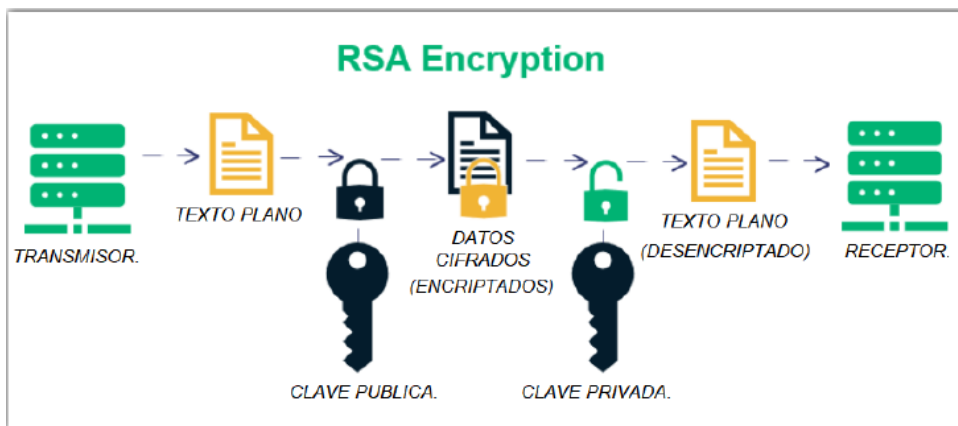 RSA Encryption
TRANSMISOR.
TEXTO PLANO
CLAVE PUBLICA.
DATOS
CIFRADOS
(ENCRIPTADOS)
CLAVE PRIVADA.
TEXTO PLANO
(DESENCRIPTADO)
RECEPTOR.